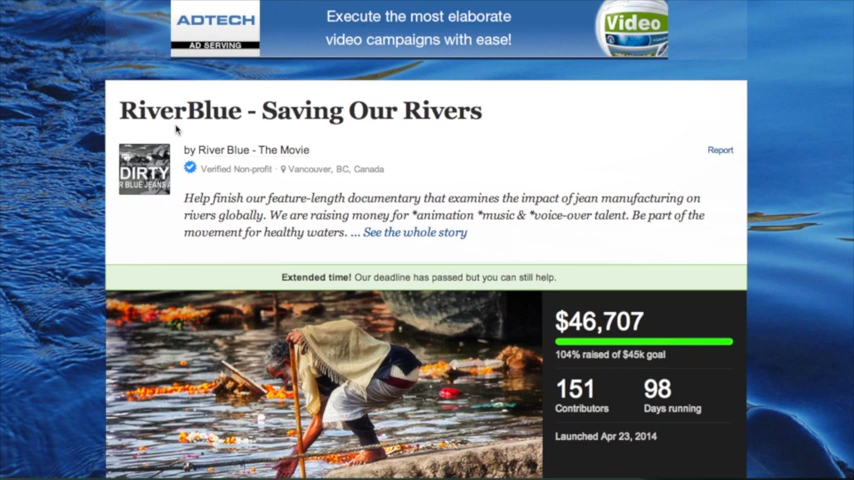 ADTECH
AD SERVING
Execute the most elaborate
video campaigns with ease!
Video
RiverBlue - Saving Our Rivers
by River Blue - The Movie
Report
Verified Non-profit · Vancouver, BC, Canada
DIRTY
R BLUE JEANS
Help finish our feature-length documentary that examines the impact of jean manufacturing on
rivers globally. We are raising money for *animation *music & *voice-over talent. Be part of the
movement for healthy waters. ... See the whole story
Extended time! Our deadline has passed but you can still help.
$46,707
104% raised of $45k goal
151
Contributors
98
Days running
Launched Apr 23, 2014